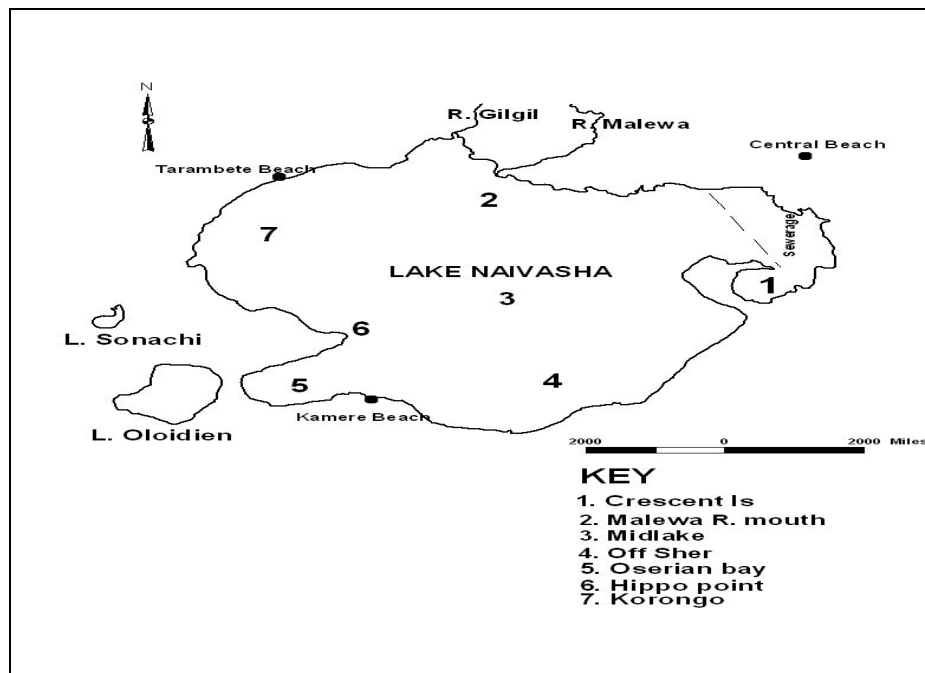 N
R. Gilgil
R. Malewa
Central Beach
Tarambete Beach
2
7
Sewerage
LAKE NAIVASHA
1
3
6
L. Sonachi
5
4
Kamere Beach
L. Oloidien
2000 0 2000 Miles
KEY
1. Crescent Is
2. Malewa R. mouth
3. Midlake
4. Off Sher
5. Oserian bay
6. Hippo point
7. Korongo